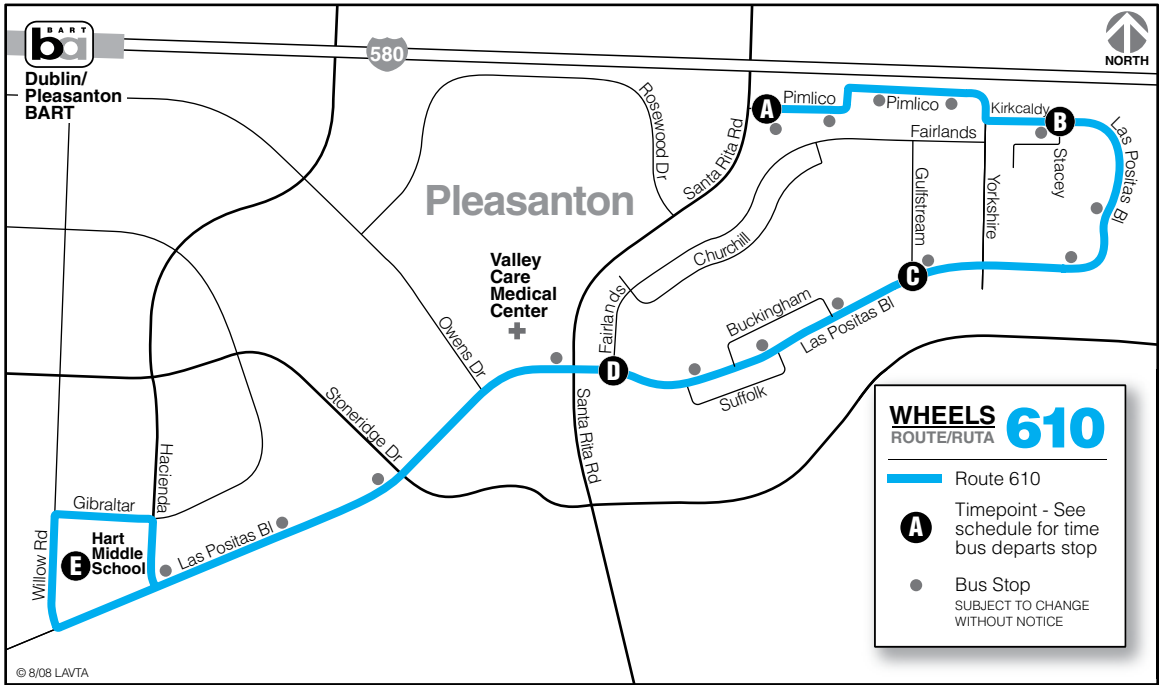 BART
ba
Dublin/
Pleasanton
BART
580
NORTH
Rosewood Dr
Santa Rita Rd
A
Pimlico
Pimlico
Kirkcaldy
B
Fairlands
Stacey
Las Positas Bl
Gulfstream
Yorkshire
Pleasanton
Churchill
Valley
Care
Medical
Center
C
Fairlands
Buckingham
Las Positas Bl
Owens Dr
D
Suffolk
Santa Rita Rd
Stoneridge Dr
Hacienda
Gibraltar
Willow Rd
E
Hart
Middle
School
Las Positas Bl
WHEELS
ROUTE/RUTA
610
Route 610
A
Timepoint - See
schedule for time
bus departs stop
Bus Stop
SUBJECT TO CHANGE
WITHOUT NOTICE
© 8/08 LAVTA